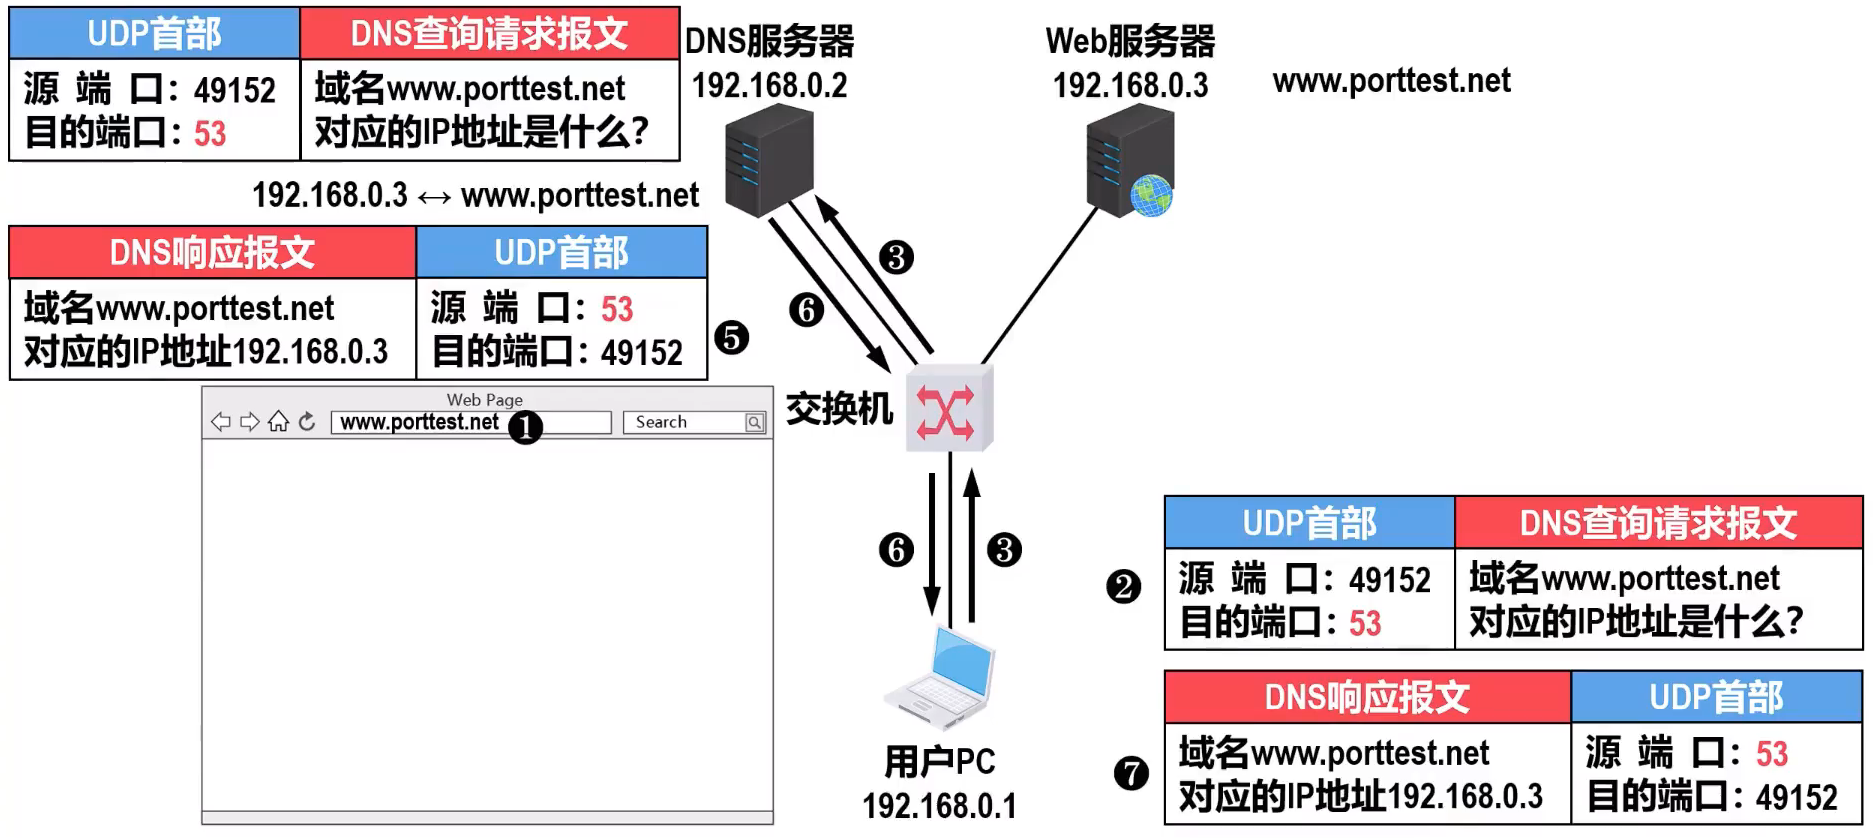 UDP首部 DNS查询请求报文
源 端 口：49152 域名www.porttest.net
目的端口：53 对应的IP地址是什么？
DNS服务器
192.168.0.2
Web服务器
192.168.0.3
www.porttest.net
192.168.0.3 ↔ www.porttest.net
DNS响应报文 UDP首部
域名www.porttest.net 源 端 口：53
对应的IP地址192.168.0.3 目的端口：49152
❺
❸
❻
Web Page
www.porttest.net ❶ Search
交换机
❻ ❸
用户PC
192.168.0.1
UDP首部 DNS查询请求报文
❷
源 端 口：49152 域名www.porttest.net
目的端口：53 对应的IP地址是什么？
DNS响应报文 UDP首部
❼
域名www.porttest.net 源 端 口：53
对应的IP地址192.168.0.3 目的端口：49152